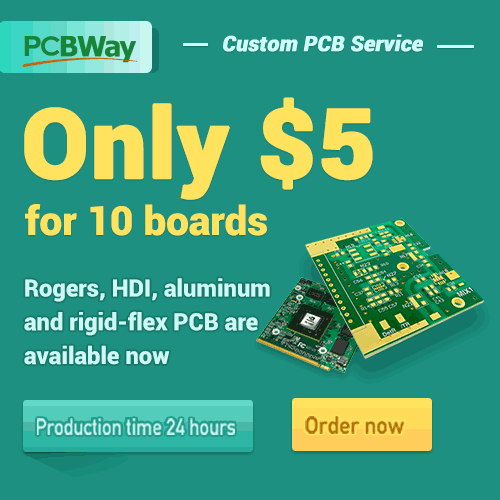 PCBWay
Custom PCB Service
Only $5
for 10 boards
Rogers, HDI, aluminum
and rigid-flex PCB are
available now
Production time 24 hours
Order now
MIX1